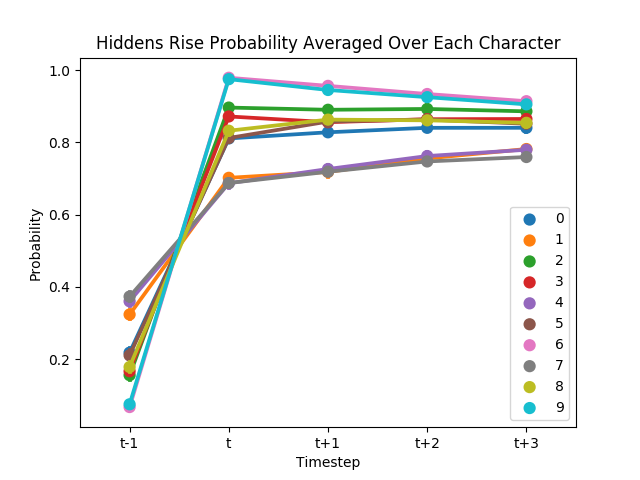 Hiddens Rise Probability Averaged Over Each Character
1.0
0.8
0.6
0.4
0.2
Probability
t-1
t
t+1
t+2
t+3
Timestep
0
1
2
3
4
5
6
7
8
9